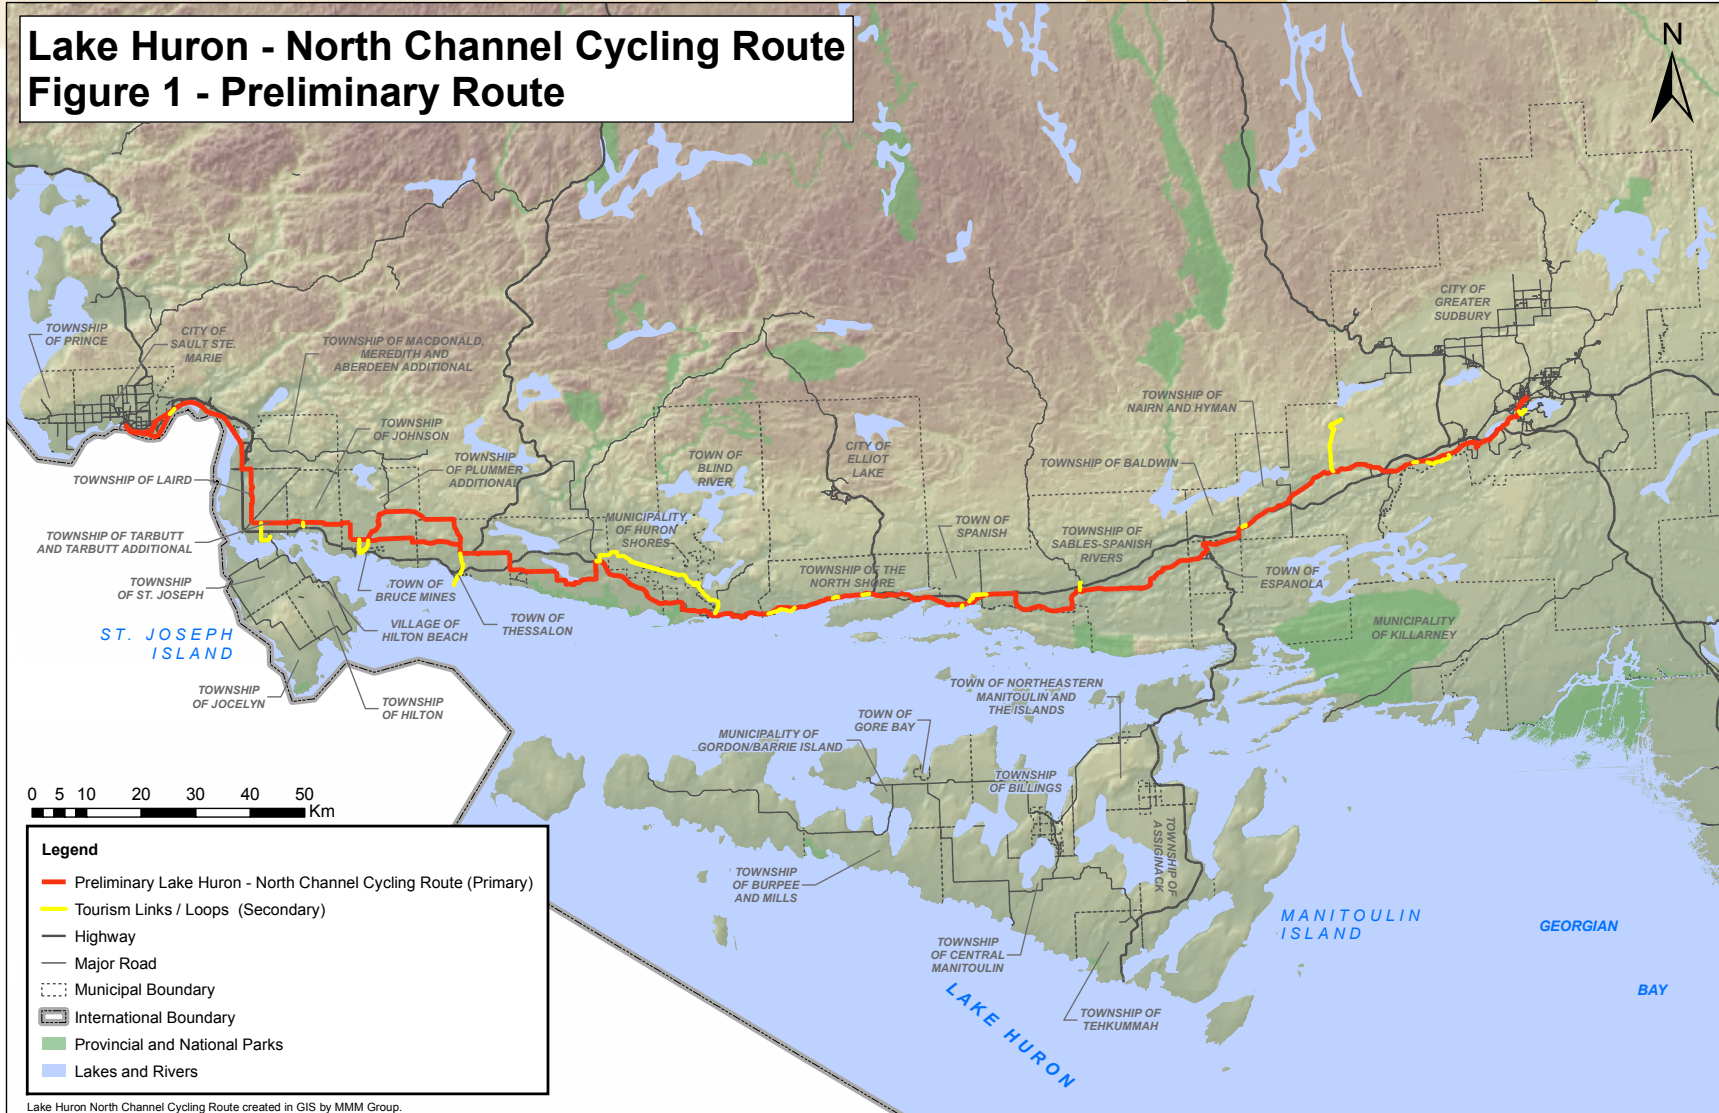 Lake Huron - North Channel Cycling Route
Figure 1 - Preliminary Route
N
TOWNSHIP
OF PRINCE
CITY OF
SAULT STE.
MARIE
TOWNSHIP OF MACDONALD,
MEREDITH AND
ABERDEEN ADDITIONAL
TOWNSHIP
OF JOHNSON
TOWNSHIP
OF PLUMMER
ADDITIONAL
TOWNSHIP OF LAIRD
TOWNSHIP OF TARBUTT
AND TARBUTT ADDITIONAL
TOWNSHIP
OF ST. JOSEPH
ST. JOSEPH
ISLAND
TOWN OF
BRUCE MINES
VILLAGE OF
HILTON BEACH
TOWN OF
THESSALON
TOWNSHIP
OF JOCELYN
TOWNSHIP
OF HILTON
MUNICIPALITY
OF HURON
SHORES
TOWN OF
BLIND
RIVER
CITY OF
ELLIOT
LAKE
TOWNSHIP OF THE
NORTH SHORE
TOWN OF
SPANISH
TOWNSHIP OF
SABLES-SPANISH
RIVERS
TOWNSHIP OF BALDWIN
TOWNSHIP OF
NAIRN AND HYMAN
CITY OF
GREATER
SUDBURY
TOWN OF
ESPANOLA
MUNICIPALITY
OF KILLARNEY
TOWN OF NORTHEASTERN
MANITOULIN AND
THE ISLANDS
TOWN OF
GORE BAY
MUNICIPALITY OF
GORDON/BARRIE ISLAND
TOWNSHIP
OF BILLINGS
TOWNSHIP OF
ASSIGINACK
TOWNSHIP
OF BURPEE
AND MILLS
TOWNSHIP
OF CENTRAL
MANITOULIN
TOWNSHIP OF
TEHKUMMAH
MANITOULIN
ISLAND
GEORGIAN
BAY
LAKE HURON
0 5 10 20 30 40 50
Km
Legend
Preliminary Lake Huron - North Channel Cycling Route (Primary)
Tourism Links / Loops (Secondary)
Highway
Major Road
Municipal Boundary
International Boundary
Provincial and National Parks
Lakes and Rivers
Lake Huron North Channel Cycling Route created in GIS by MMM Group.